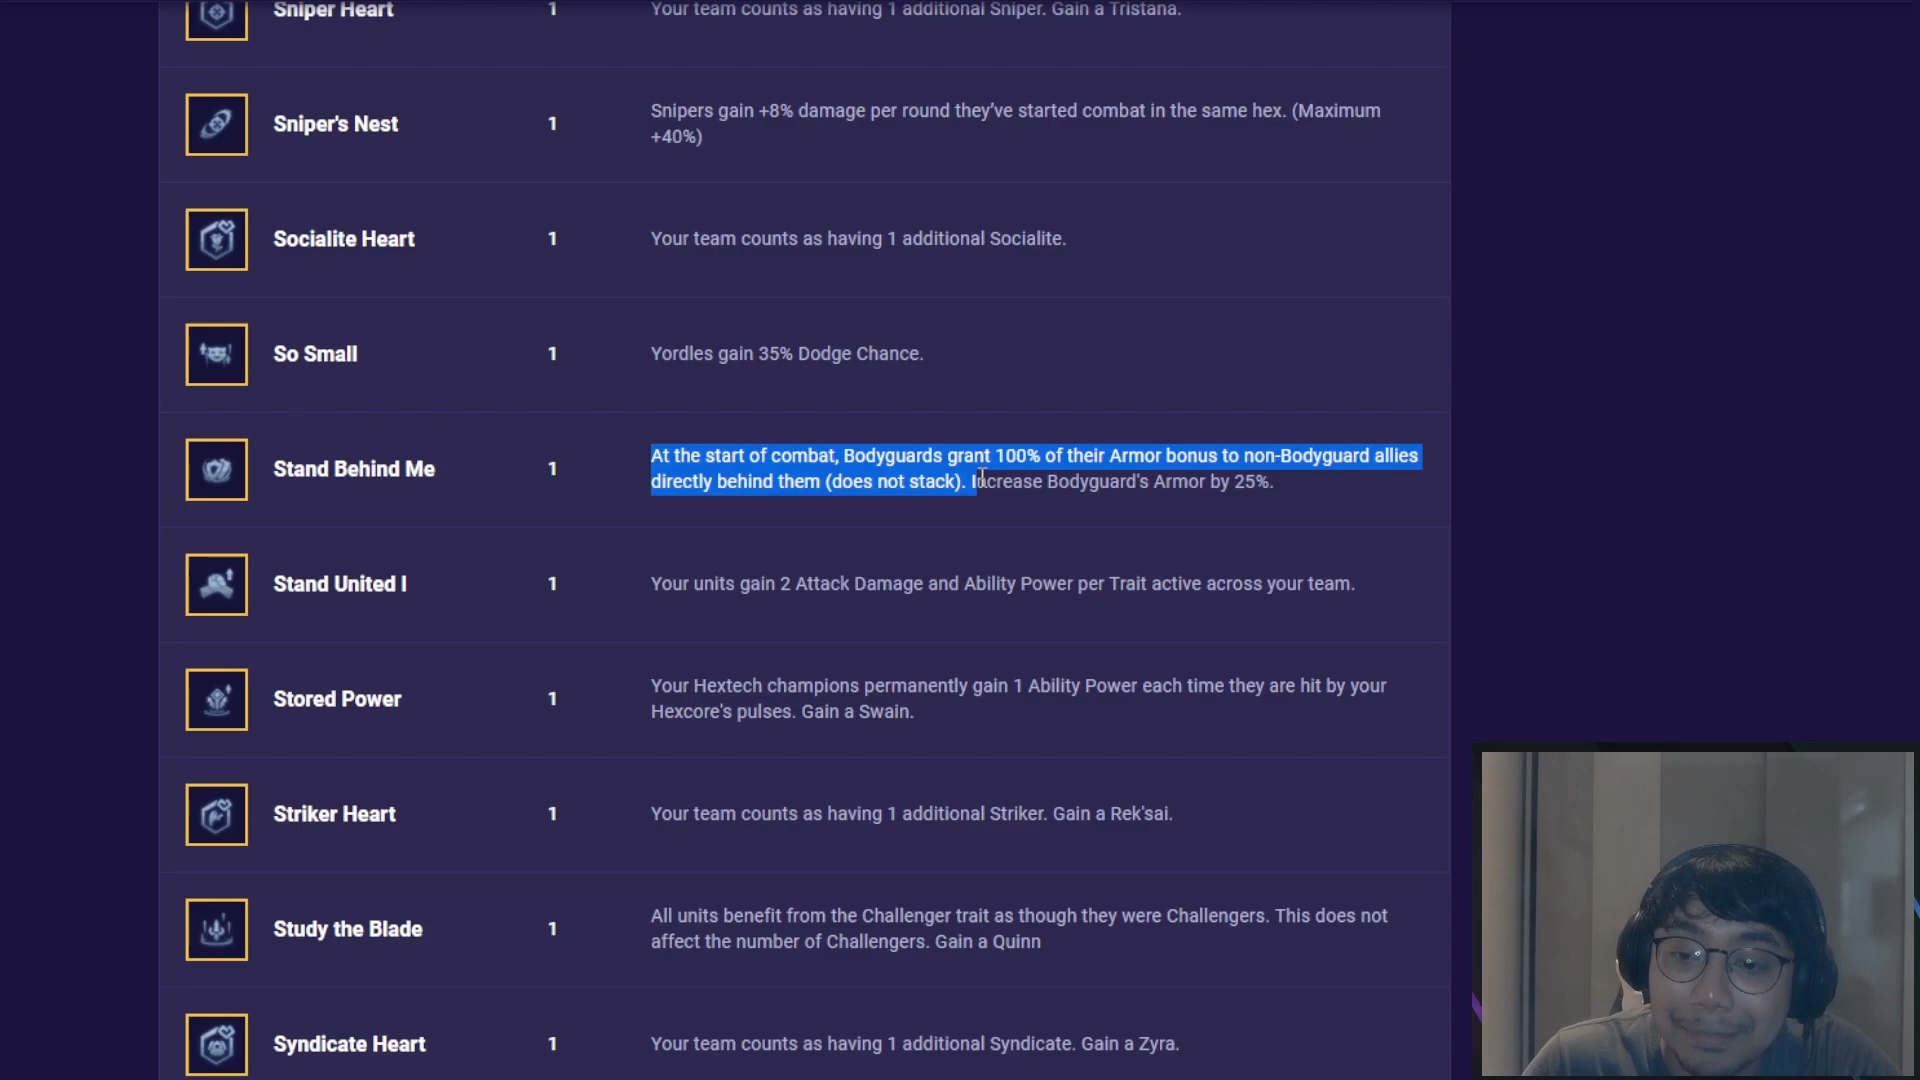 Sniper Heart 1 Your team counts as having 1 additional Sniper. Gain a Tristana.
Sniper's Nest 1 Snipers gain +8% damage per round they've started combat in the same hex. (Maximum
+40%)
Socialite Heart 1 Your team counts as having 1 additional Socialite.
So Small 1 Yordles gain 35% Dodge Chance.
Stand Behind Me 1 At the start of combat, Bodyguards grant 100% of their Armor bonus to non-Bodyguard allies
directly behind them (does not stack). Increase Bodyguard's Armor by 25%.
Stand United I 1 Your units gain 2 Attack Damage and Ability Power per Trait active across your team.
Stored Power 1 Your Hextech champions permanently gain 1 Ability Power each time they are hit by your
Hexcore's pulses. Gain a Swain.
Striker Heart 1 Your team counts as having 1 additional Striker. Gain a Rek'sai.
Study the Blade 1 All units benefit from the Challenger trait as though they were Challengers. This does not
affect the number of Challengers. Gain a Quinn
Syndicate Heart 1 Your team counts as having 1 additional Syndicate. Gain a Zyra.